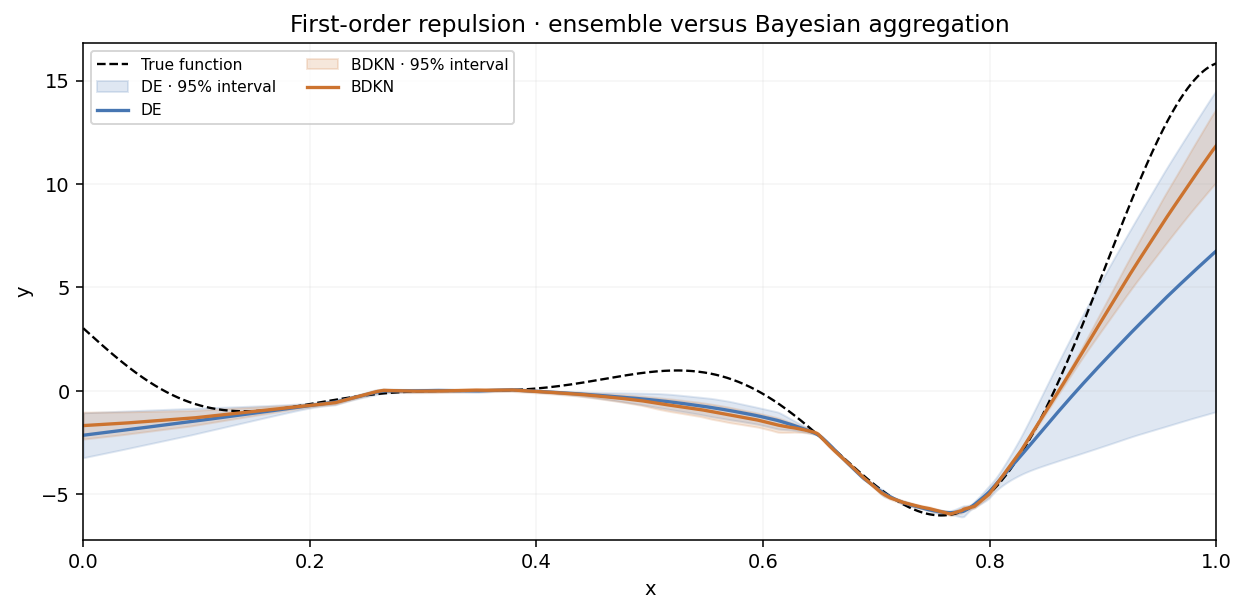 First-order repulsion · ensemble versus Bayesian aggregation
True function
DE · 95% interval
DE
BDKN · 95% interval
BDKN
y
15
10
5
0
−5
0.0 0.2 0.4 0.6 0.8 1.0
x